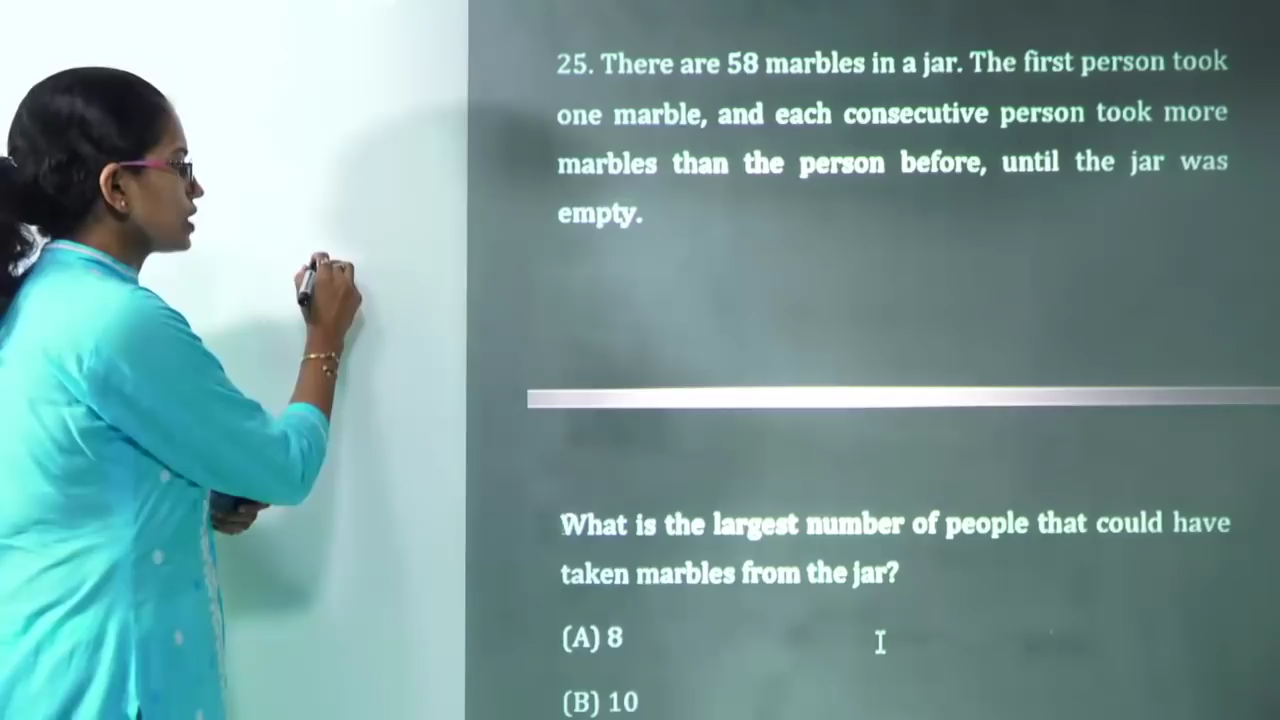 25. There are 58 marbles in a jar. The first person took
one marble, and each consecutive person took more
marbles than the person before, until the jar was
empty.
What is the largest number of people that could have
taken marbles from the jar?
(A) 8
(B) 10